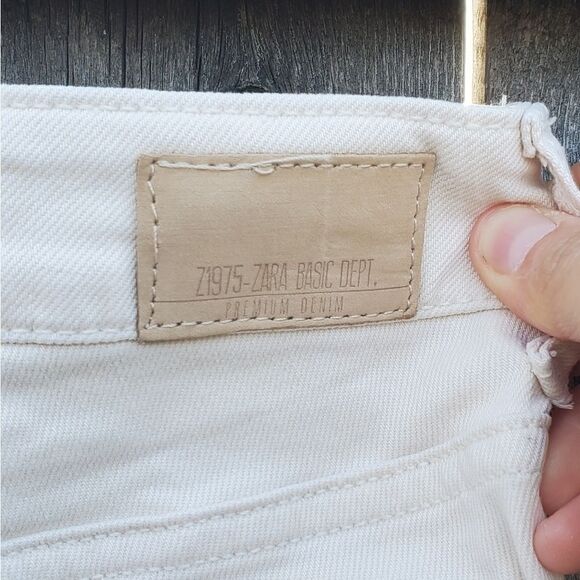 Z1975-ZARA BASIC DEPT.
PREMIUM DENIM